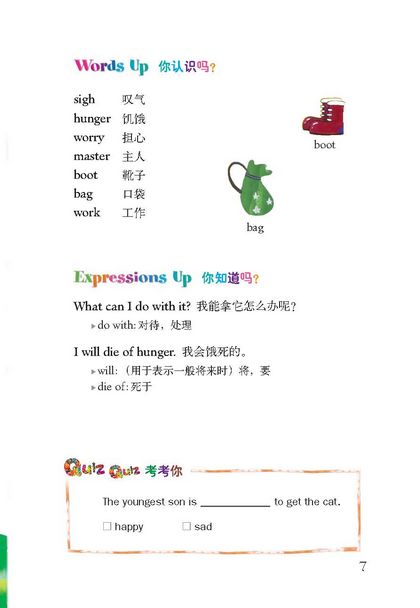 Words Up 你认识吗?
sigh 叹气
hunger 饥饿
worry 担心
master 主人
boot 靴子
bag 口袋
work 工作
boot
bag
Expressions Up 你知道吗?
What can I do with it? 我能拿它怎么办呢?
▸do with: 对待，处理
I will die of hunger. 我会饿死的。
▸will:（用于表示一般将来时）将，要
▸die of: 死于
Quiz Quiz 考考你
The youngest son is ____________ to get the cat.
☐ happy ☐ sad
7